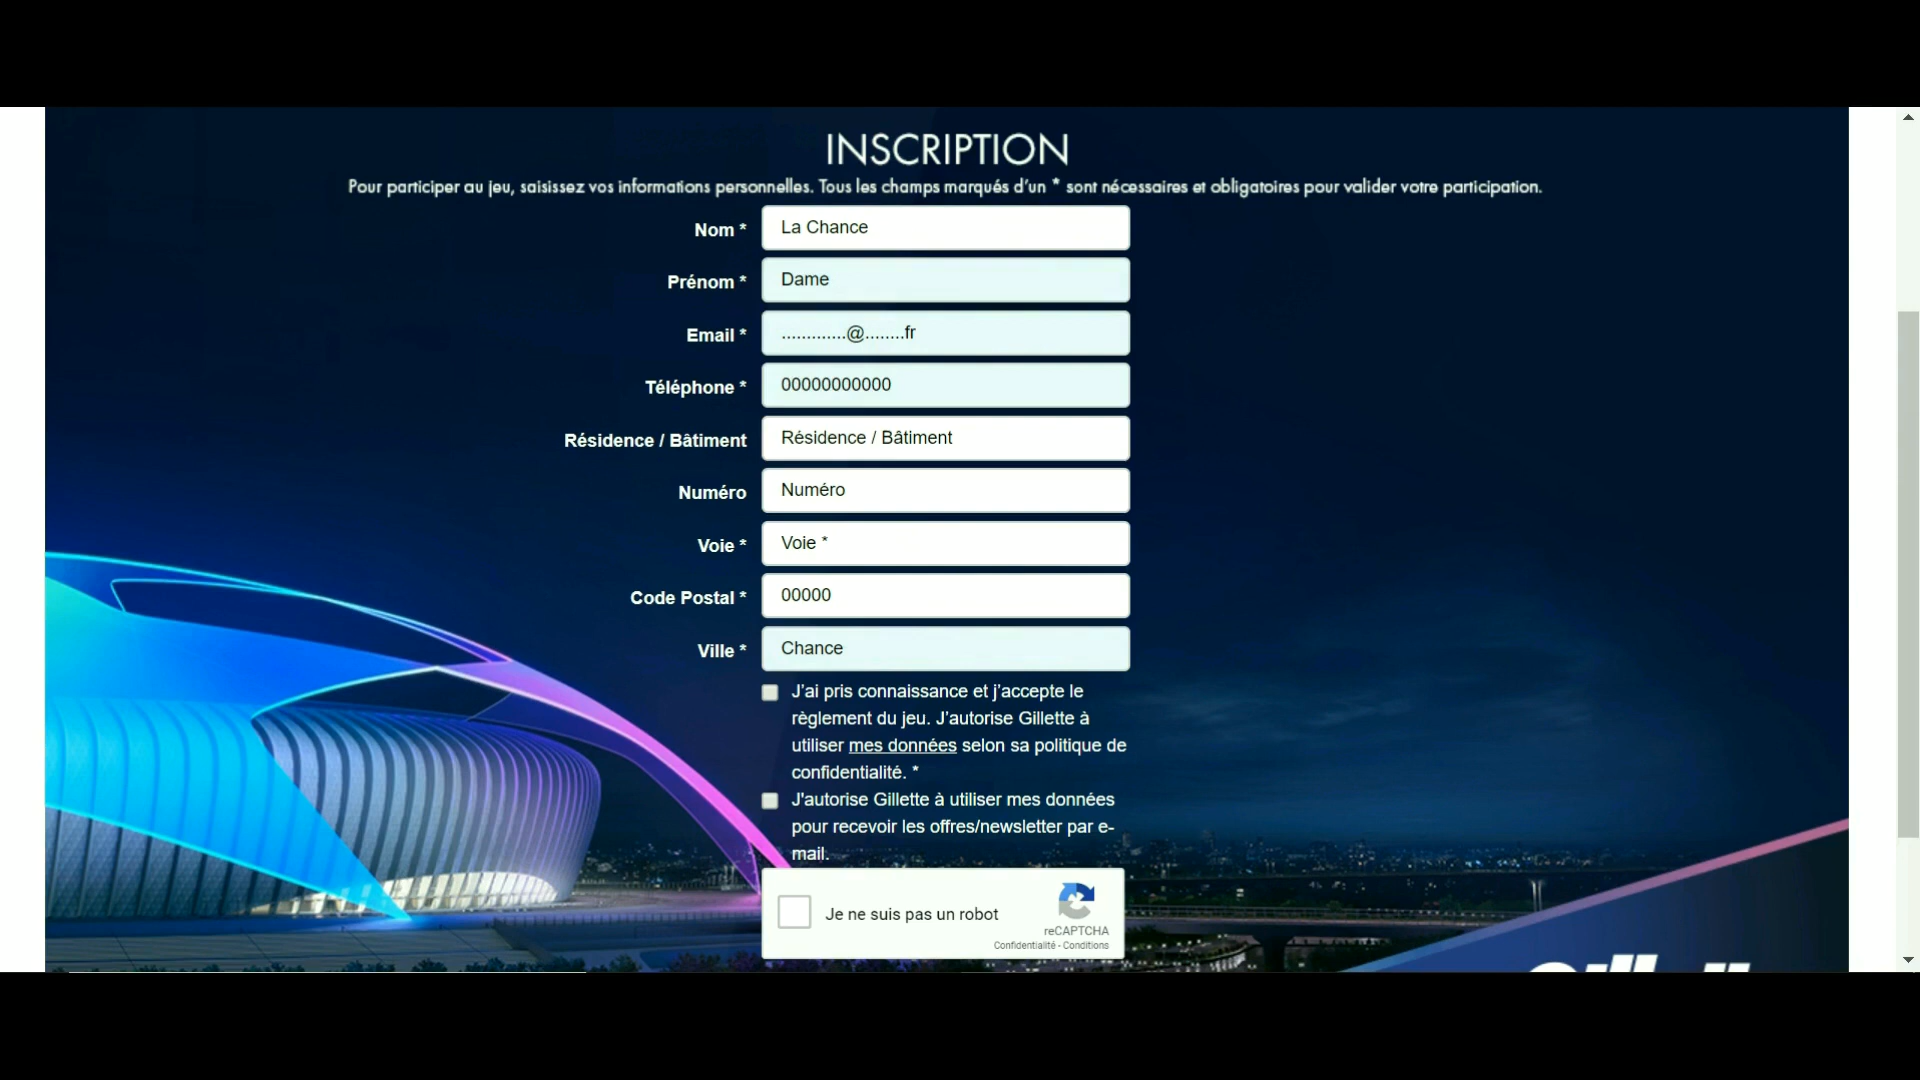 INSCRIPTION
Pour participer au jeu, saisissez vos informations personnelles. Tous les champs marqués d'un * sont nécessaires et obligatoires pour valider votre participation.
Nom * La Chance
Prénom * Dame
Email * .............@........fr
Téléphone * 00000000000
Résidence / Bâtiment Résidence / Bâtiment
Numéro Numéro
Voie * Voie *
Code Postal * 00000
Ville * Chance
J'ai pris connaissance et j'accepte le
règlement du jeu. J'autorise Gillette à
utiliser mes données selon sa politique de
confidentialité. *
J'autorise Gillette à utiliser mes données
pour recevoir les offres/newsletter par e-
mail.
Je ne suis pas un robot
reCAPTCHA
Confidentialité - Conditions